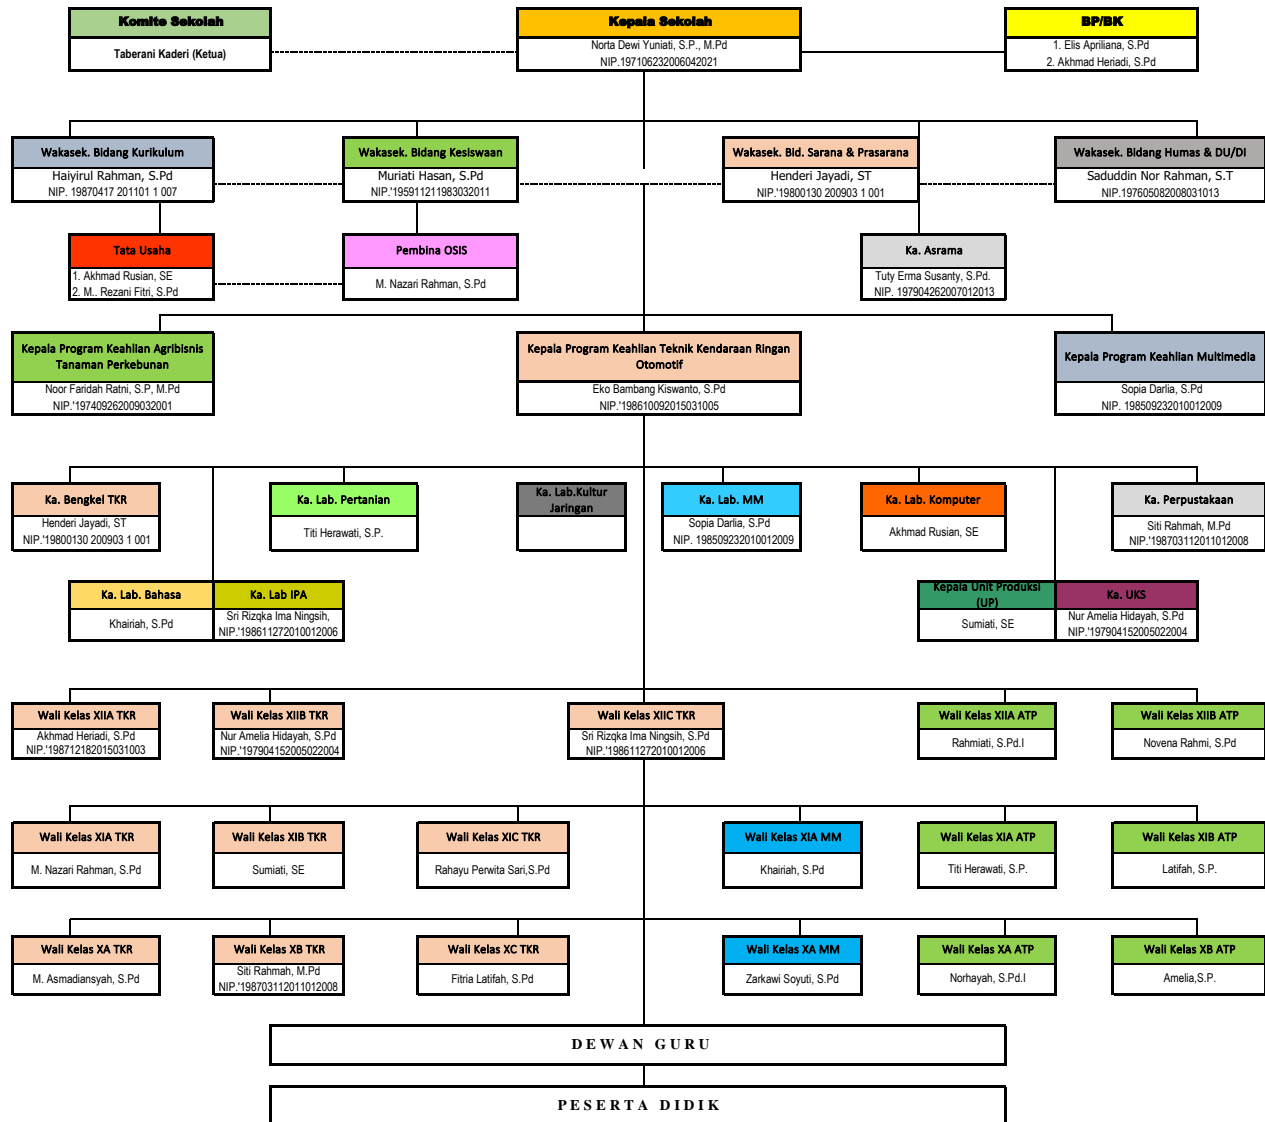 Komite Sekolah
Taberani Kaderi (Ketua)
Kepala Sekolah
Norta Dewi Yuniati, S.P., M.Pd
NIP.197106232006042021
BP/BK
1. Elis Apriliana, S.Pd
2. Akhmad Heriadi, S.Pd
Wakasek. Bidang Kurikulum
Haiyirul Rahman, S.Pd
NIP. 19870417 201101 1 007
Wakasek. Bidang Kesiswaan
Muriati Hasan, S.Pd
NIP.'195911211983032011
Wakasek. Bid. Sarana & Prasarana
Henderi Jayadi, ST
NIP.'19800130 200903 1 001
Wakasek. Bidang Humas & DU/DI
Saduddin Nor Rahman, S.T
NIP.197605082008031013
Tata Usaha
1. Akhmad Rusian, SE
2. M.. Rezani Fitri, S.Pd
Pembina OSIS
M. Nazari Rahman, S.Pd
Ka. Asrama
Tuty Erma Susanty, S.Pd.
NIP. 197904262007012013
Kepala Program Keahlian Agribisnis
Tanaman Perkebunan
Noor Faridah Ratni, S.P, M.Pd
NIP.'197409262009032001
Kepala Program Keahlian Teknik Kendaraan Ringan
Otomotif
Eko Bambang Kiswanto, S.Pd
NIP.'198610092015031005
Kepala Program Keahlian Multimedia
Sopia Darlia, S.Pd
NIP. 198509232010012009
Ka. Bengkel TKR
Henderi Jayadi, ST
NIP.'19800130 200903 1 001
Ka. Lab. Pertanian
Titi Herawati, S.P.
Ka. Lab.Kultur
Jaringan
Ka. Lab. MM
Sopia Darlia, S.Pd
NIP. 198509232010012009
Ka. Lab. Komputer
Akhmad Rusian, SE
Ka. Perpustakaan
Siti Rahmah, M.Pd
NIP.'198703112011012008
Ka. Lab. Bahasa
Khairiah, S.Pd
Ka. Lab IPA
Sri Rizqka Ima Ningsih,
NIP.'198611272010012006
Kepala Unit Produksi
(UP)
Sumiati, SE
Ka. UKS
Nur Amelia Hidayah, S.Pd
NIP.'197904152005022004
Wali Kelas XIIA TKR
Akhmad Heriadi, S.Pd
NIP.'198712182015031003
Wali Kelas XIIB TKR
Nur Amelia Hidayah, S.Pd
NIP.'197904152005022004
Wali Kelas XIIC TKR
Sri Rizqka Ima Ningsih, S.Pd
NIP.'198611272010012006
Wali Kelas XIIA ATP
Rahmiati, S.Pd.I
Wali Kelas XIIB ATP
Novena Rahmi, S.Pd
Wali Kelas XIA TKR
M. Nazari Rahman, S.Pd
Wali Kelas XIB TKR
Sumiati, SE
Wali Kelas XIC TKR
Rahayu Perwita Sari,S.Pd
Wali Kelas XIA MM
Khairiah, S.Pd
Wali Kelas XIA ATP
Titi Herawati, S.P.
Wali Kelas XIB ATP
Latifah, S.P.
Wali Kelas XA TKR
M. Asmadiansyah, S.Pd
Wali Kelas XB TKR
Siti Rahmah, M.Pd
NIP.'198703112011012008
Wali Kelas XC TKR
Fitria Latifah, S.Pd
Wali Kelas XA MM
Zarkawi Soyuti, S.Pd
Wali Kelas XA ATP
Norhayah, S.Pd.I
Wali Kelas XB ATP
Amelia,S.P.
DEWAN GURU
PESERTA DIDIK